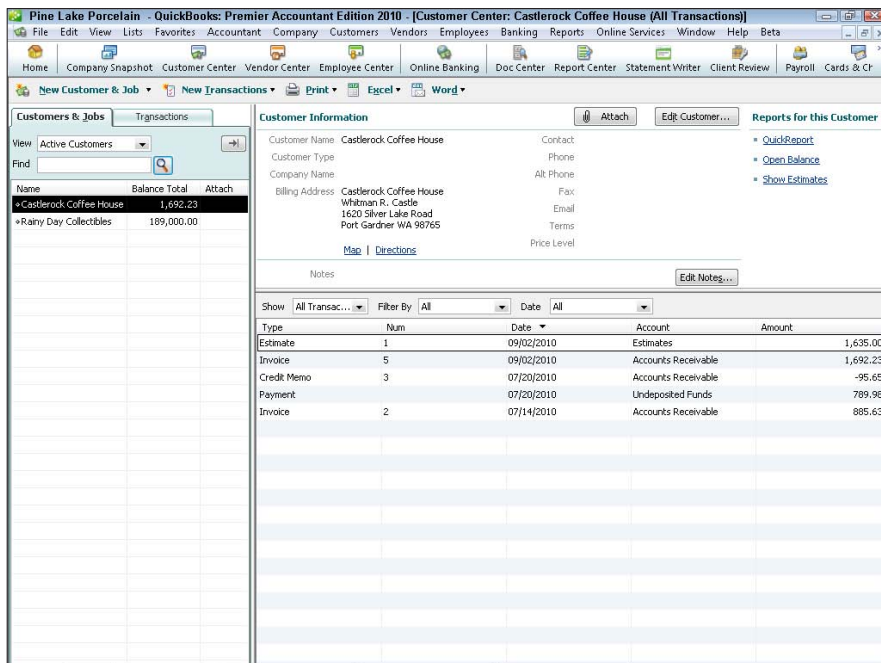 Pine Lake Porcelain - QuickBooks: Premier Accountant Edition 2010 - [Customer Center: Castlerock Coffee House (All Transactions)]
File Edit View Lists Favorites Accountant Company Customers Vendors Employees Banking Reports Online Services Window Help Beta
Home Company Snapshot Customer Center Vendor Center Employee Center Online Banking Doc Center Report Center Statement Writer Client Review Payroll Cards & Cr
New Customer & Job New Transactions Print Excel Word
Customers & Jobs Transactions
View Active Customers
Find
Name Balance Total Attach
Castlerock Coffee House 1,692.23
Rainy Day Collectibles 189,000.00
Customer Information Attach Edit Customer...
Customer Name Castlerock Coffee House Contact
Customer Type Phone
Company Name Alt Phone
Billing Address Castlerock Coffee House Fax
Whitman R. Castle
1620 Silver Lake Road Email
Port Gardner WA 98765 Terms
Price Level
Map | Directions
Notes Edit Notes...
Reports for this Customer
QuickReport
Open Balance
Show Estimates
Show All Transac... Filter By All Date All
Type Num Date Account Amount
Estimate 1 09/02/2010 Estimates 1,635.00
Invoice 5 09/02/2010 Accounts Receivable 1,692.23
Credit Memo 3 07/20/2010 Accounts Receivable -95.65
Payment 07/20/2010 Undeposited Funds 789.98
Invoice 2 07/14/2010 Accounts Receivable 885.63